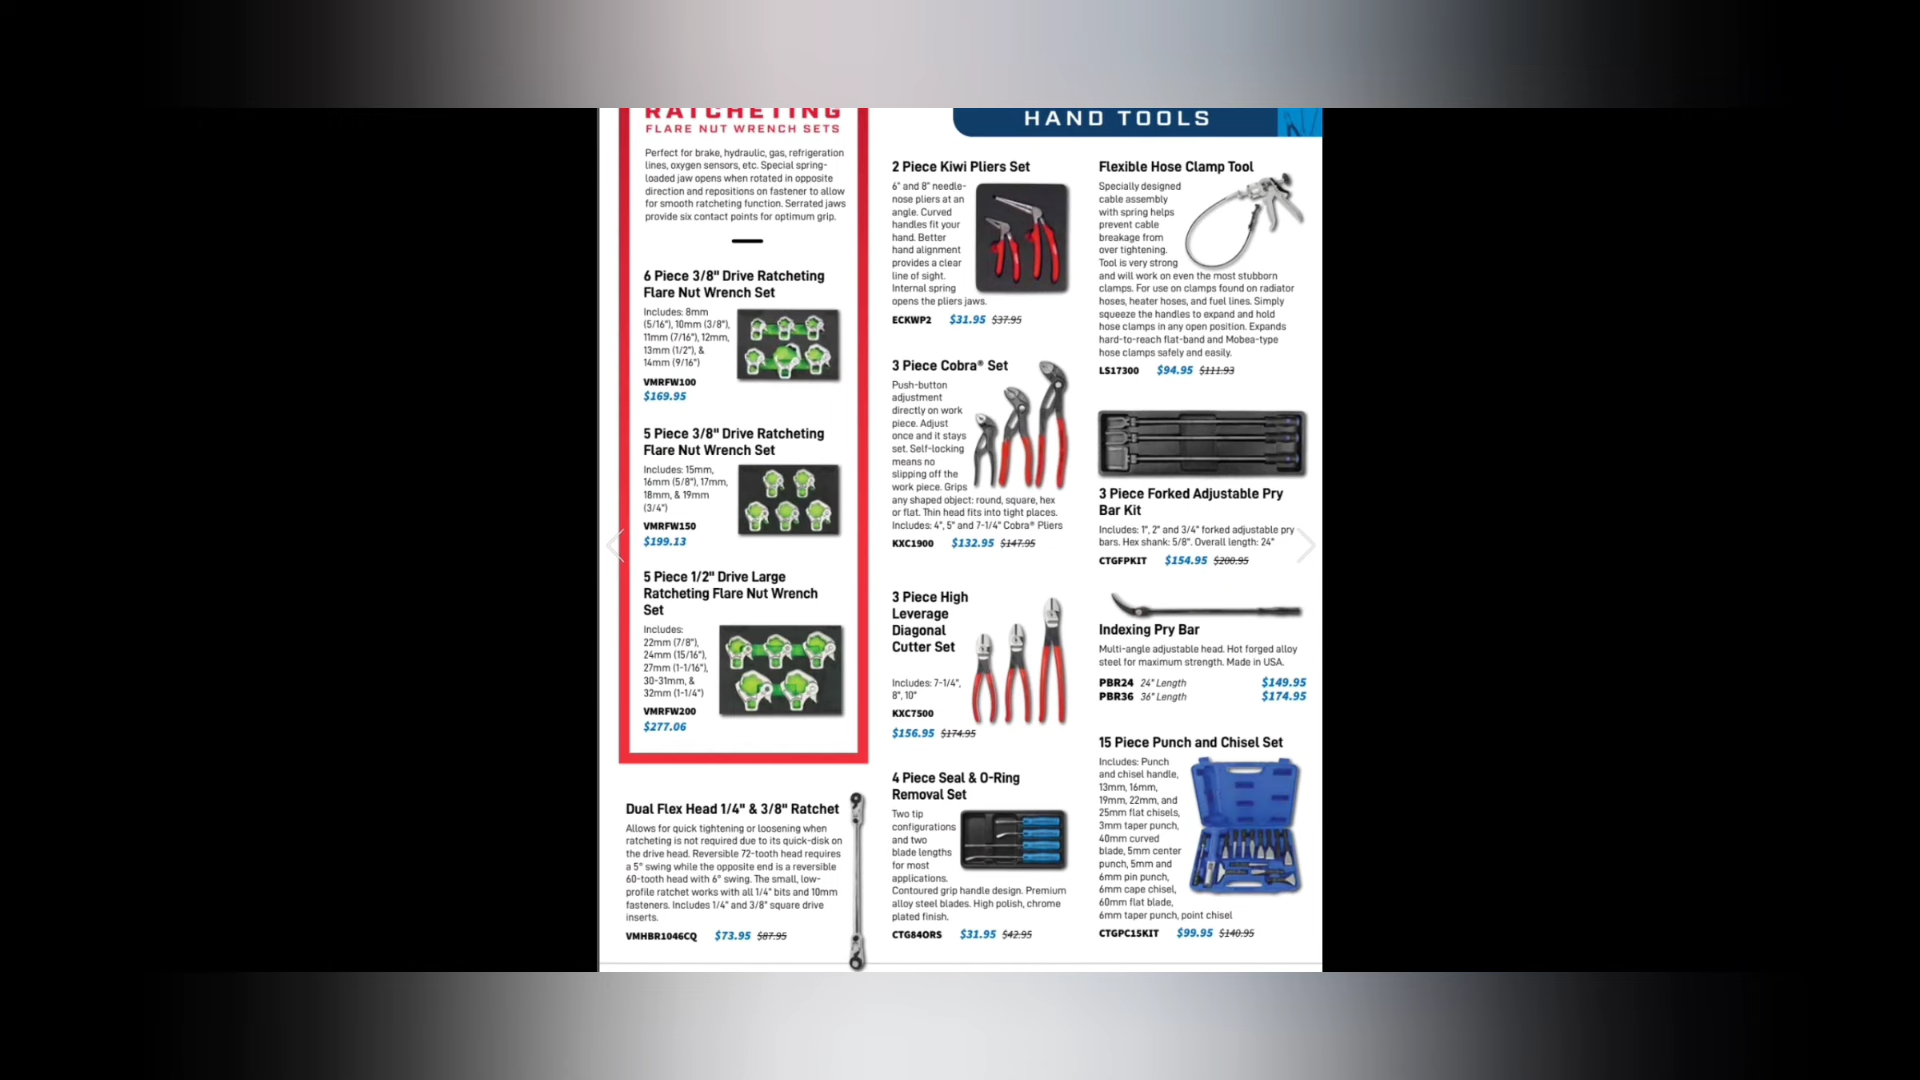 RATCHETING
FLARE NUT WRENCH SETS
Perfect for brake, hydraulic, gas, refrigeration
lines, oxygen sensors, etc. Special spring-
loaded jaw opens when rotated in opposite
direction and repositions on fastener to allow
for smooth ratcheting function. Serrated jaws
provide six contact points for optimum grip.
6 Piece 3/8" Drive Ratcheting
Flare Nut Wrench Set
Includes: 8mm
(5/16"), 10mm (3/8"),
11mm (7/16"), 12mm,
13mm (1/2"), &
14mm (9/16")
VMRFW100
$169.95
5 Piece 3/8" Drive Ratcheting
Flare Nut Wrench Set
Includes: 15mm,
16mm (5/8"), 17mm,
18mm, & 19mm
(3/4")
VMRFW150
$199.13
5 Piece 1/2" Drive Large
Ratcheting Flare Nut Wrench
Set
Includes:
22mm (7/8"),
24mm (15/16"),
27mm (1-1/16"),
30-31mm, &
32mm (1-1/4")
VMRFW200
$277.06
Dual Flex Head 1/4" & 3/8" Ratchet
Allows for quick tightening or loosening when
ratcheting is not required due to its quick-disk on
the drive head. Reversible 72-tooth head requires
a 5° swing while the opposite end is a reversible
60-tooth head with 6° swing. The small, low-
profile ratchet works with all 1/4" bits and 10mm
fasteners. Includes 1/4" and 3/8" square drive
inserts.
VMHBR1046CQ $73.95 $87.95
HAND TOOLS
2 Piece Kiwi Pliers Set
6" and 8" needle-
nose pliers at an
angle. Curved
handles fit your
hand. Better
hand alignment
provides a clear
line of sight.
Internal spring
opens the pliers jaws.
ECKWP2 $31.95 $37.95
3 Piece Cobra® Set
Push-button
adjustment
directly on work
piece. Adjust
once and it stays
set. Self-locking
means no
slipping off the
work piece. Grips
any shaped object: round, square, hex
or flat. Thin head fits into tight places.
Includes: 4", 5" and 7-1/4" Cobra® Pliers
KXC1900 $132.95 $147.95
3 Piece High
Leverage
Diagonal
Cutter Set
Includes: 7-1/4",
8", 10"
KXC7500
$156.95 $174.95
4 Piece Seal & O-Ring
Removal Set
Two tip
configurations
and two
blade lengths
for most
applications.
Contoured grip handle design. Premium
alloy steel blades. High polish, chrome
plated finish.
CTG84ORS $31.95 $42.95
Flexible Hose Clamp Tool
Specially designed
cable assembly
with spring helps
prevent cable
breakage from
over tightening.
Tool is very strong
and will work on even the most stubborn
clamps. For use on clamps found on radiator
hoses, heater hoses, and fuel lines. Simply
squeeze the handles to expand and hold
hose clamps in any open position. Expands
hard-to-reach flat-band and Mobea-type
hose clamps safely and easily.
LS17300 $94.95 $111.93
3 Piece Forked Adjustable Pry
Bar Kit
Includes: 1", 2" and 3/4" forked adjustable pry
bars. Hex shank: 5/8". Overall length: 24"
CTGFPKIT $154.95 $200.95
Indexing Pry Bar
Multi-angle adjustable head. Hot forged alloy
steel for maximum strength. Made in USA.
PBR24 24" Length $149.95
PBR36 36" Length $174.95
15 Piece Punch and Chisel Set
Includes: Punch
and chisel handle,
13mm, 16mm,
19mm, 22mm, and
25mm flat chisels,
3mm taper punch,
40mm curved
blade, 5mm center
punch, 5mm and
6mm pin punch,
6mm cape chisel,
60mm flat blade,
6mm taper punch, point chisel
CTGPC15KIT $99.95 $140.95